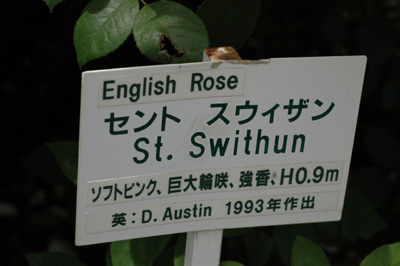 English Rose
セント スウィザン
St. Swithun
ソフトピンク、巨大輪咲、強香、H0.9m
英：D. Austin 1993年作出